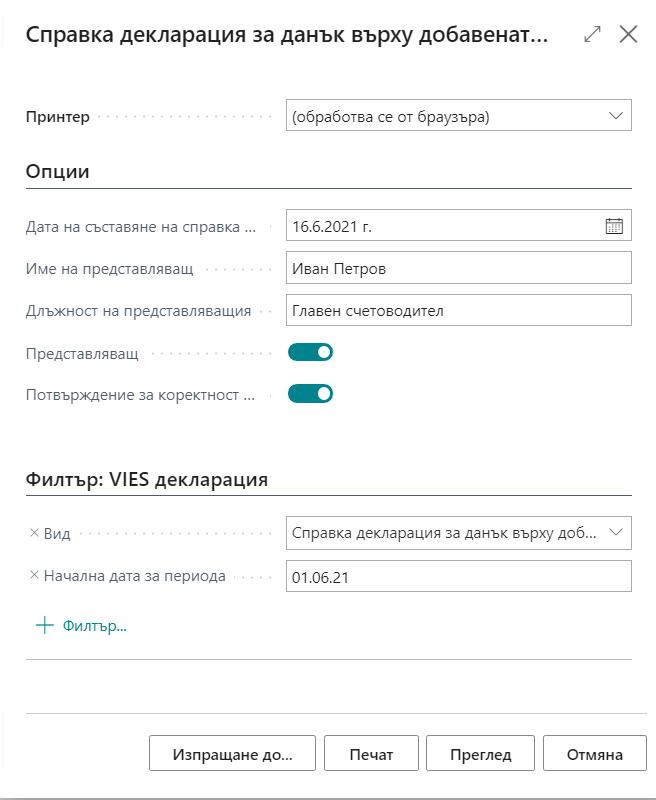 Справка декларация за данък върху добавенат...
Принтер (обработва се от браузъра)
Опции
Дата на съставяне на справка ... 16.6.2021 г.
Име на представляващ Иван Петров
Длъжност на представляващия Главен счетоводител
Представляващ
Потвърждение за коректност ...
Филтър: VIES декларация
Вид Справка декларация за данък върху доб...
Начална дата за периода 01.06.21
Филтър...
Изпращане до... Печат Преглед Отмяна